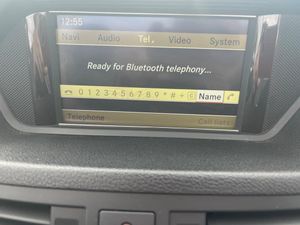 12:55
Navi Audio Tel. Video System
Ready for Bluetooth telephony...
0 1 2 3 4 5 6 7 8 9 * # + C Name
Telephone Call lists